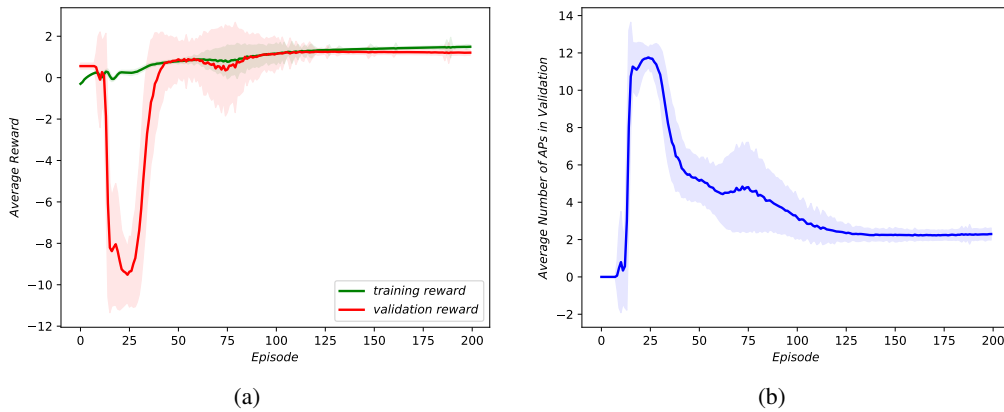 2
0
−2
−4
−6
−8
−10
−12
Average Reward
training reward
validation reward
0 25 50 75 100 125 150 175 200
Episode
(a)
14
12
10
8
6
4
2
0
−2
Average Number of APs in Validation
0 25 50 75 100 125 150 175 200
Episode
(b)